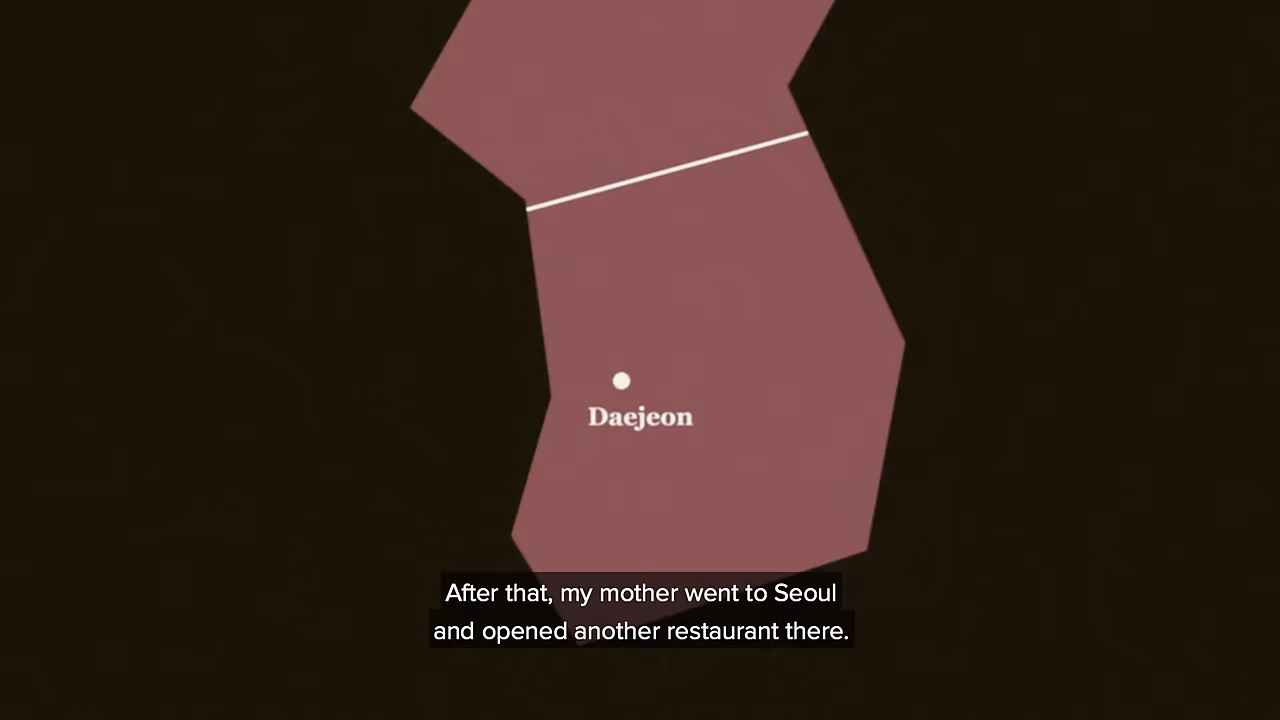 Daejeon
After that, my mother went to Seoul
and opened another restaurant there.